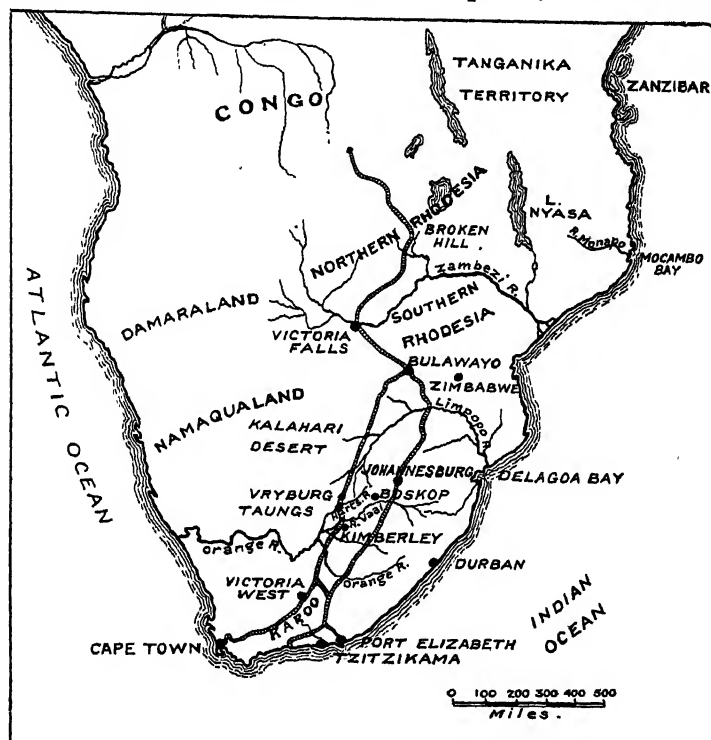 TANGANIKA
TERRITORY
ZANZIBAR
CONGO
L.
NYASA
R. Monapo
MOCAMBO
BAY
NORTHERN RHODESIA
BROKEN
HILL.
Zambezi R.
ATLANTIC OCEAN
DAMARALAND
SOUTHERN
RHODESIA
VICTORIA
FALLS
BULAWAYO
ZIMBABWE
NAMAQUALAND
Limpopo R.
KALAHARI
DESERT
JOHANNESBURG
DELAGOA BAY
VRYBURG
TAUNGS
Harts R.
BOSKOP
R. Vaal
KIMBERLEY
Orange R.
Orange R.
DURBAN
VICTORIA
WEST
KAROO
INDIAN
OCEAN
CAPE TOWN
PORT ELIZABETH
TZITZIKAMA
0 100 200 300 400 500
Miles.